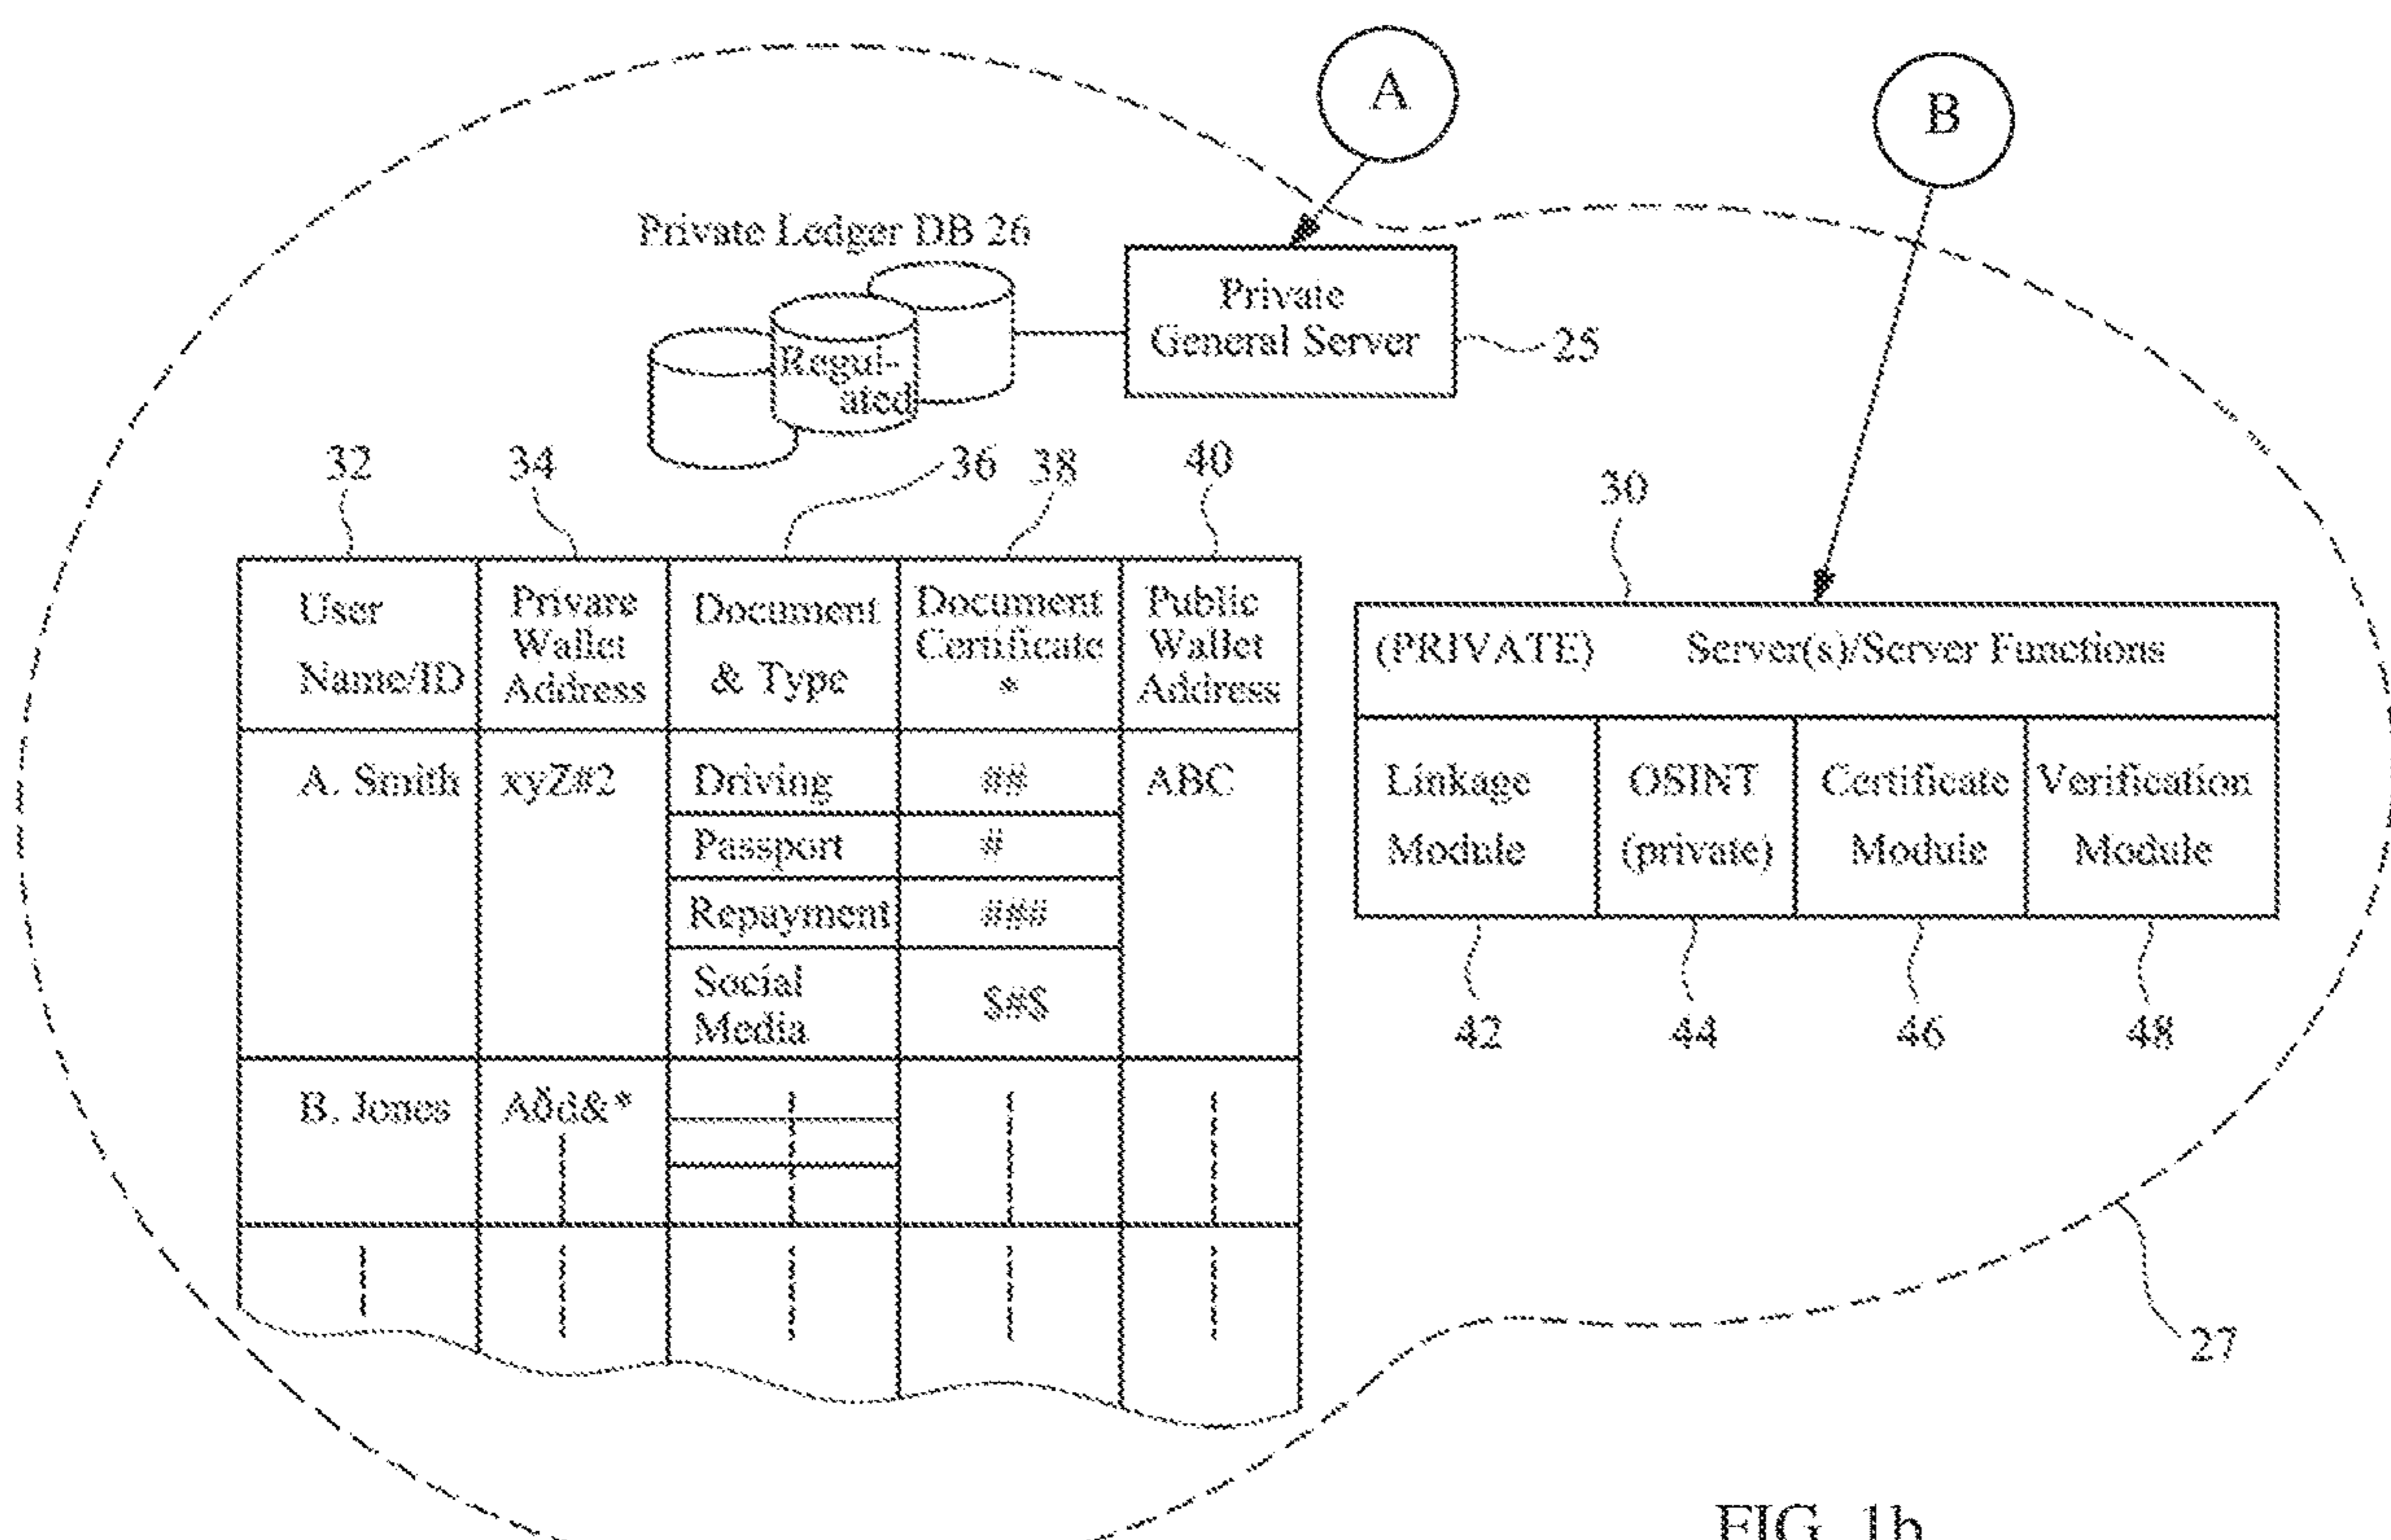 A
B
Private Ledger DB 26
Private
General Server
25
Regul-
ated
32
34
36
38
40
30
User
Name/ID
Privare
Wallet
Address
Document
& Type
Document
Certificate
*
Public
Wallet
Address
(PRIVATE) Server(s)/Server Functions
A. Smith
xyZ#2
Driving
##
ABC
Passport
#
Repayment
###
Social
Media
$#$
Linkage
Module
OSINT
(private)
Certificate
Module
Verification
Module
42
44
46
48
B. Jones
Aðd&*
27
FIG. 1b